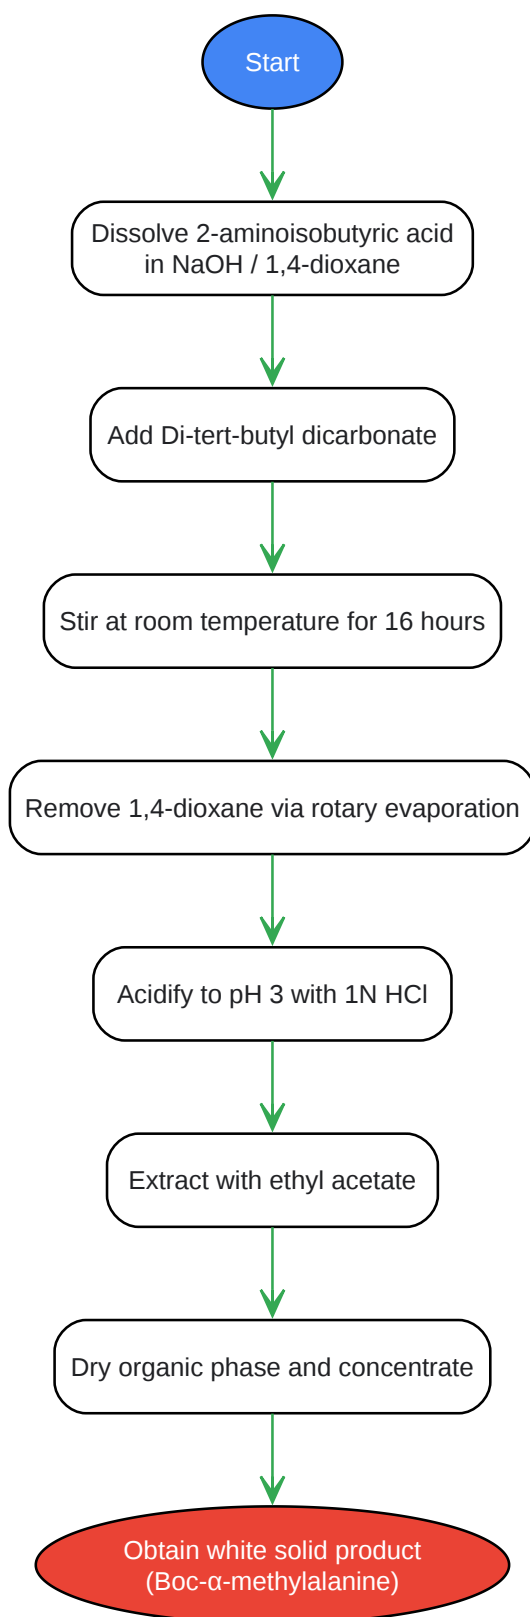 Start
Dissolve 2-aminoisobutyric acid
in NaOH / 1,4-dioxane
Add Di-tert-butyl dicarbonate
Stir at room temperature for 16 hours
Remove 1,4-dioxane via rotary evaporation
Acidify to pH 3 with 1N HCl
Extract with ethyl acetate
Dry organic phase and concentrate
Obtain white solid product
(Boc-α-methylalanine)